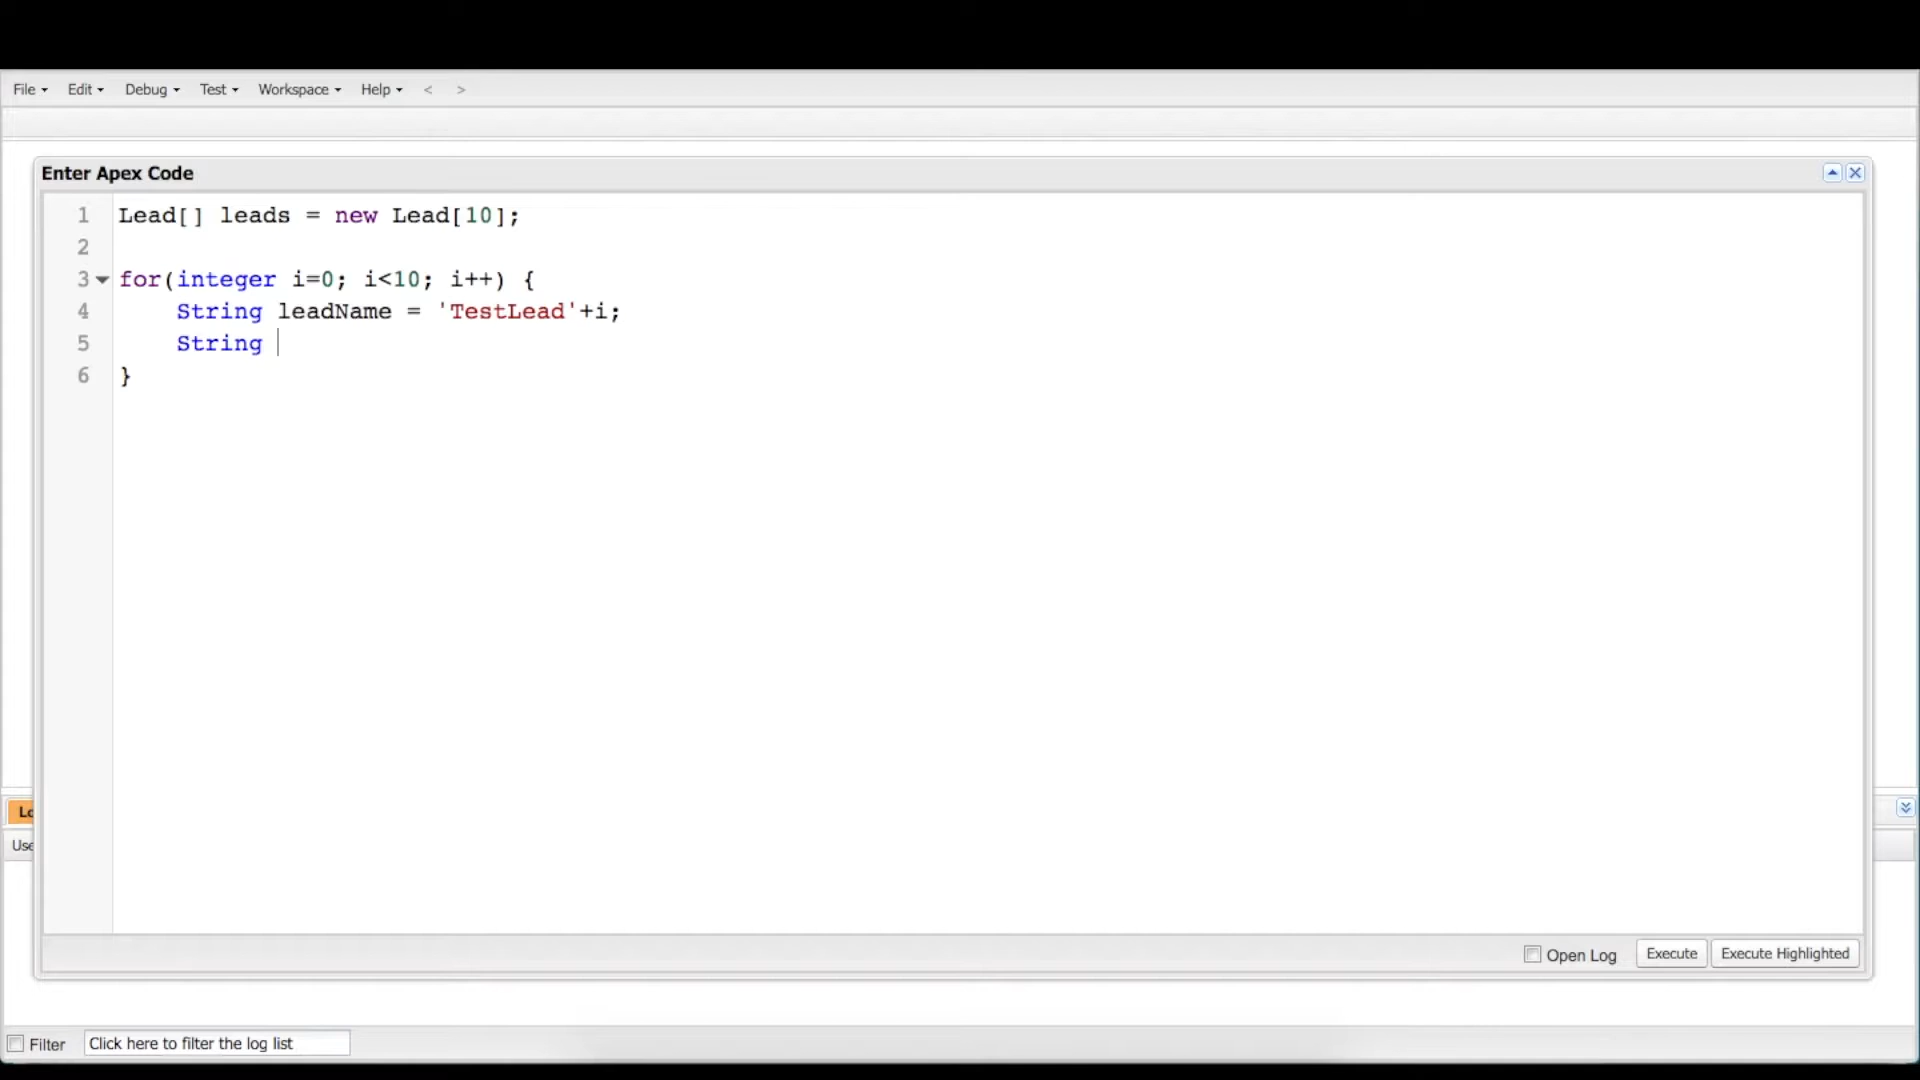 File Edit Debug Test Workspace Help < >
Enter Apex Code
1 Lead[] leads = new Lead[10];
2
3 for(integer i=0; i<10; i++) {
4 String leadName = 'TestLead'+i;
5 String
6 }
Lo
Use
Open Log Execute Execute Highlighted
Filter Click here to filter the log list